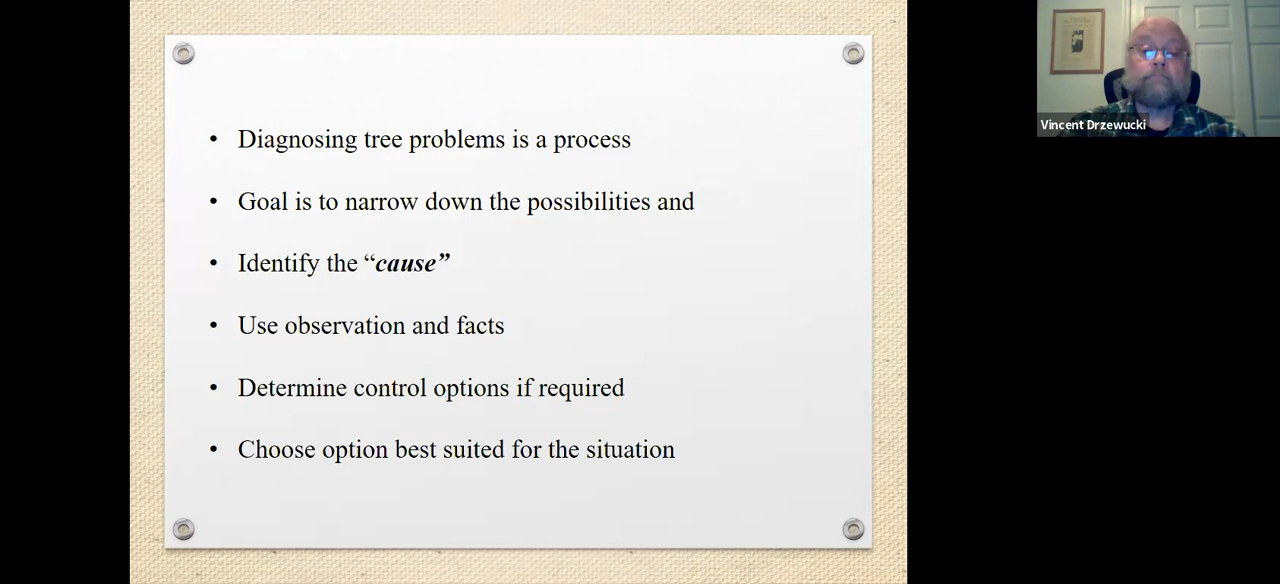 • Diagnosing tree problems is a process
• Goal is to narrow down the possibilities and
• Identify the “cause”
• Use observation and facts
• Determine control options if required
• Choose option best suited for the situation
Vincent Drzewucki